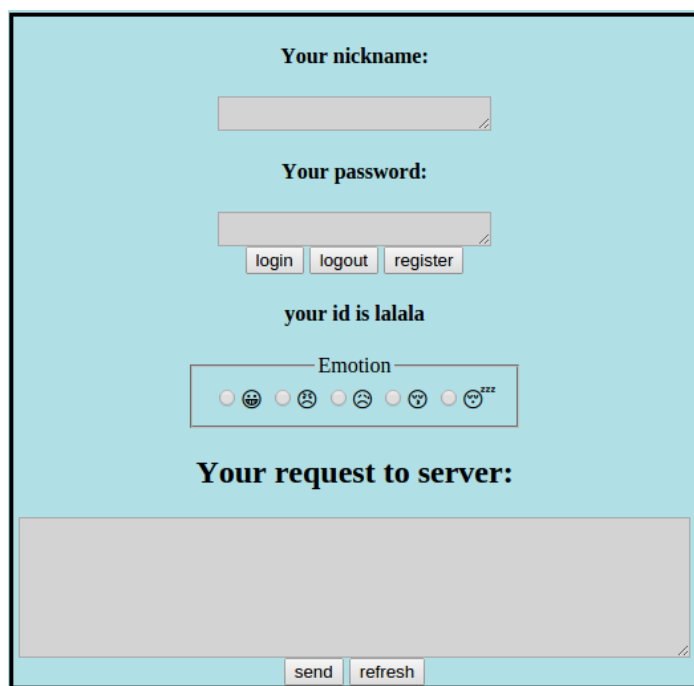 Your nickname:
Your password:
login logout register
your id is lalala
Emotion
😀 😠 😥 😚 😴
Your request to server:
send refresh